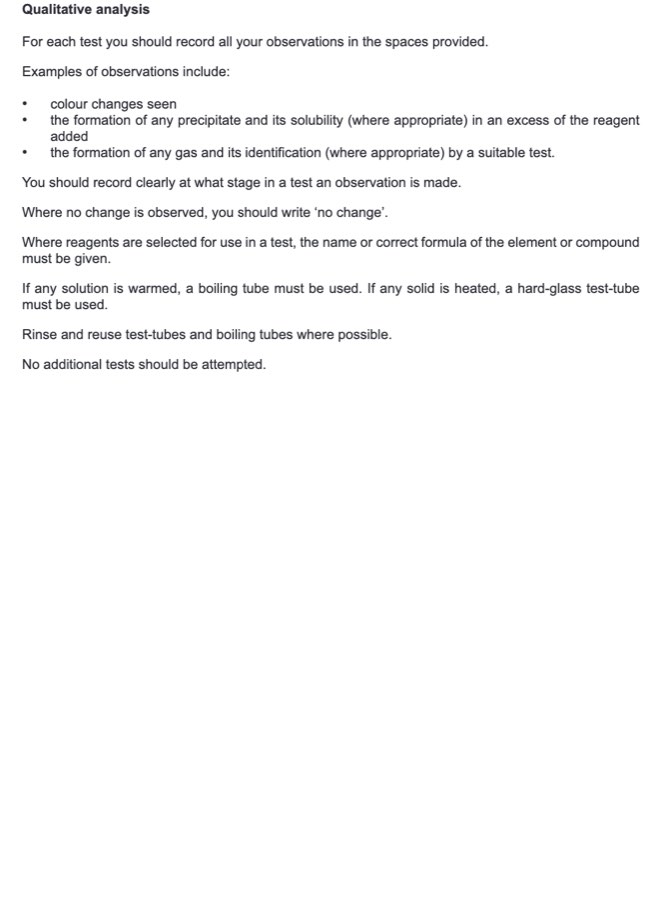 Qualitative analysis
For each test you should record all your observations in the spaces provided.
Examples of observations include:
• colour changes seen
• the formation of any precipitate and its solubility (where appropriate) in an excess of the reagent
added
• the formation of any gas and its identification (where appropriate) by a suitable test.
You should record clearly at what stage in a test an observation is made.
Where no change is observed, you should write ‘no change’.
Where reagents are selected for use in a test, the name or correct formula of the element or compound
must be given.
If any solution is warmed, a boiling tube must be used. If any solid is heated, a hard-glass test-tube
must be used.
Rinse and reuse test-tubes and boiling tubes where possible.
No additional tests should be attempted.